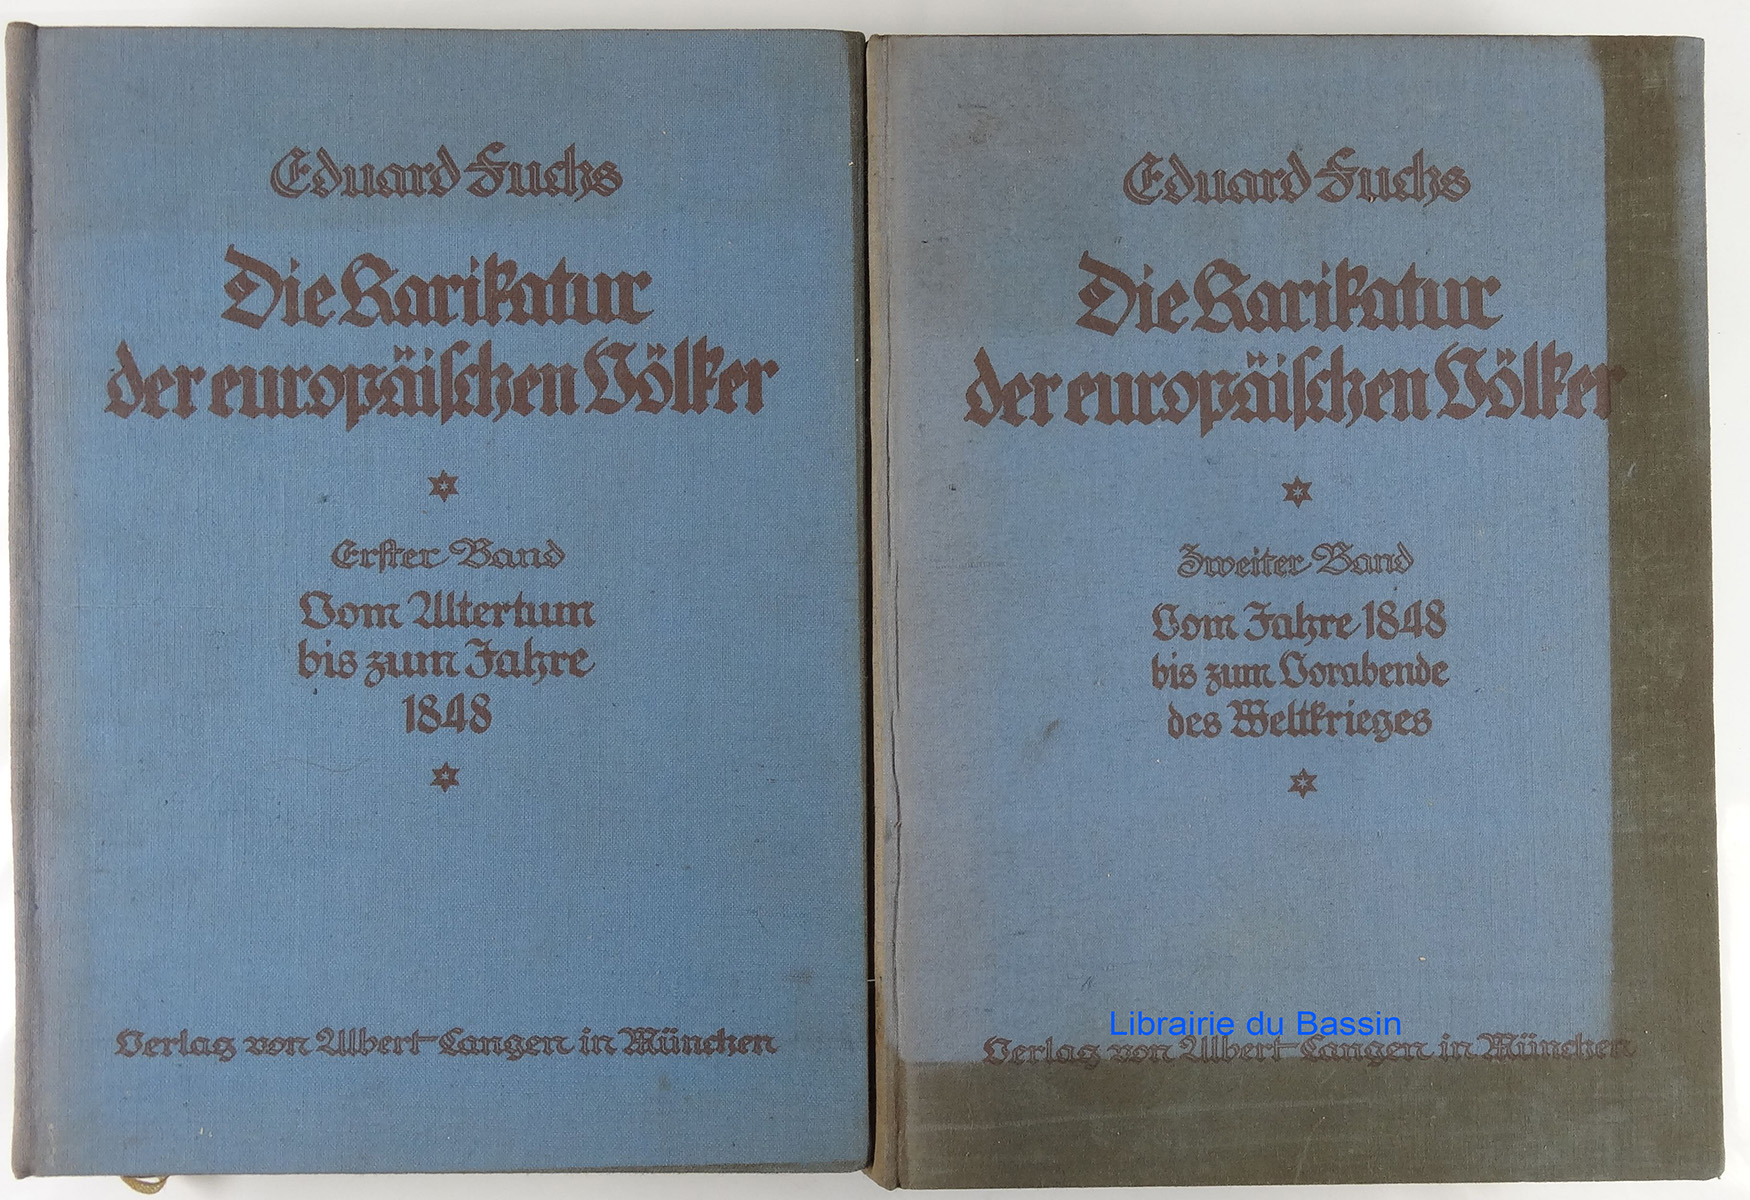 Eduard Fuchs
Die Karikatur
der europäischen Völker
Erster Band
Vom Altertum
bis zum Jahre
1848
Verlag von Albert Langen in München
Eduard Fuchs
Die Karikatur
der europäischen Völker
Zweiter Band
Vom Jahre 1848
bis zum Vorabende
des Weltkrieges
Librairie du Bassin
Verlag von Albert Langen in München